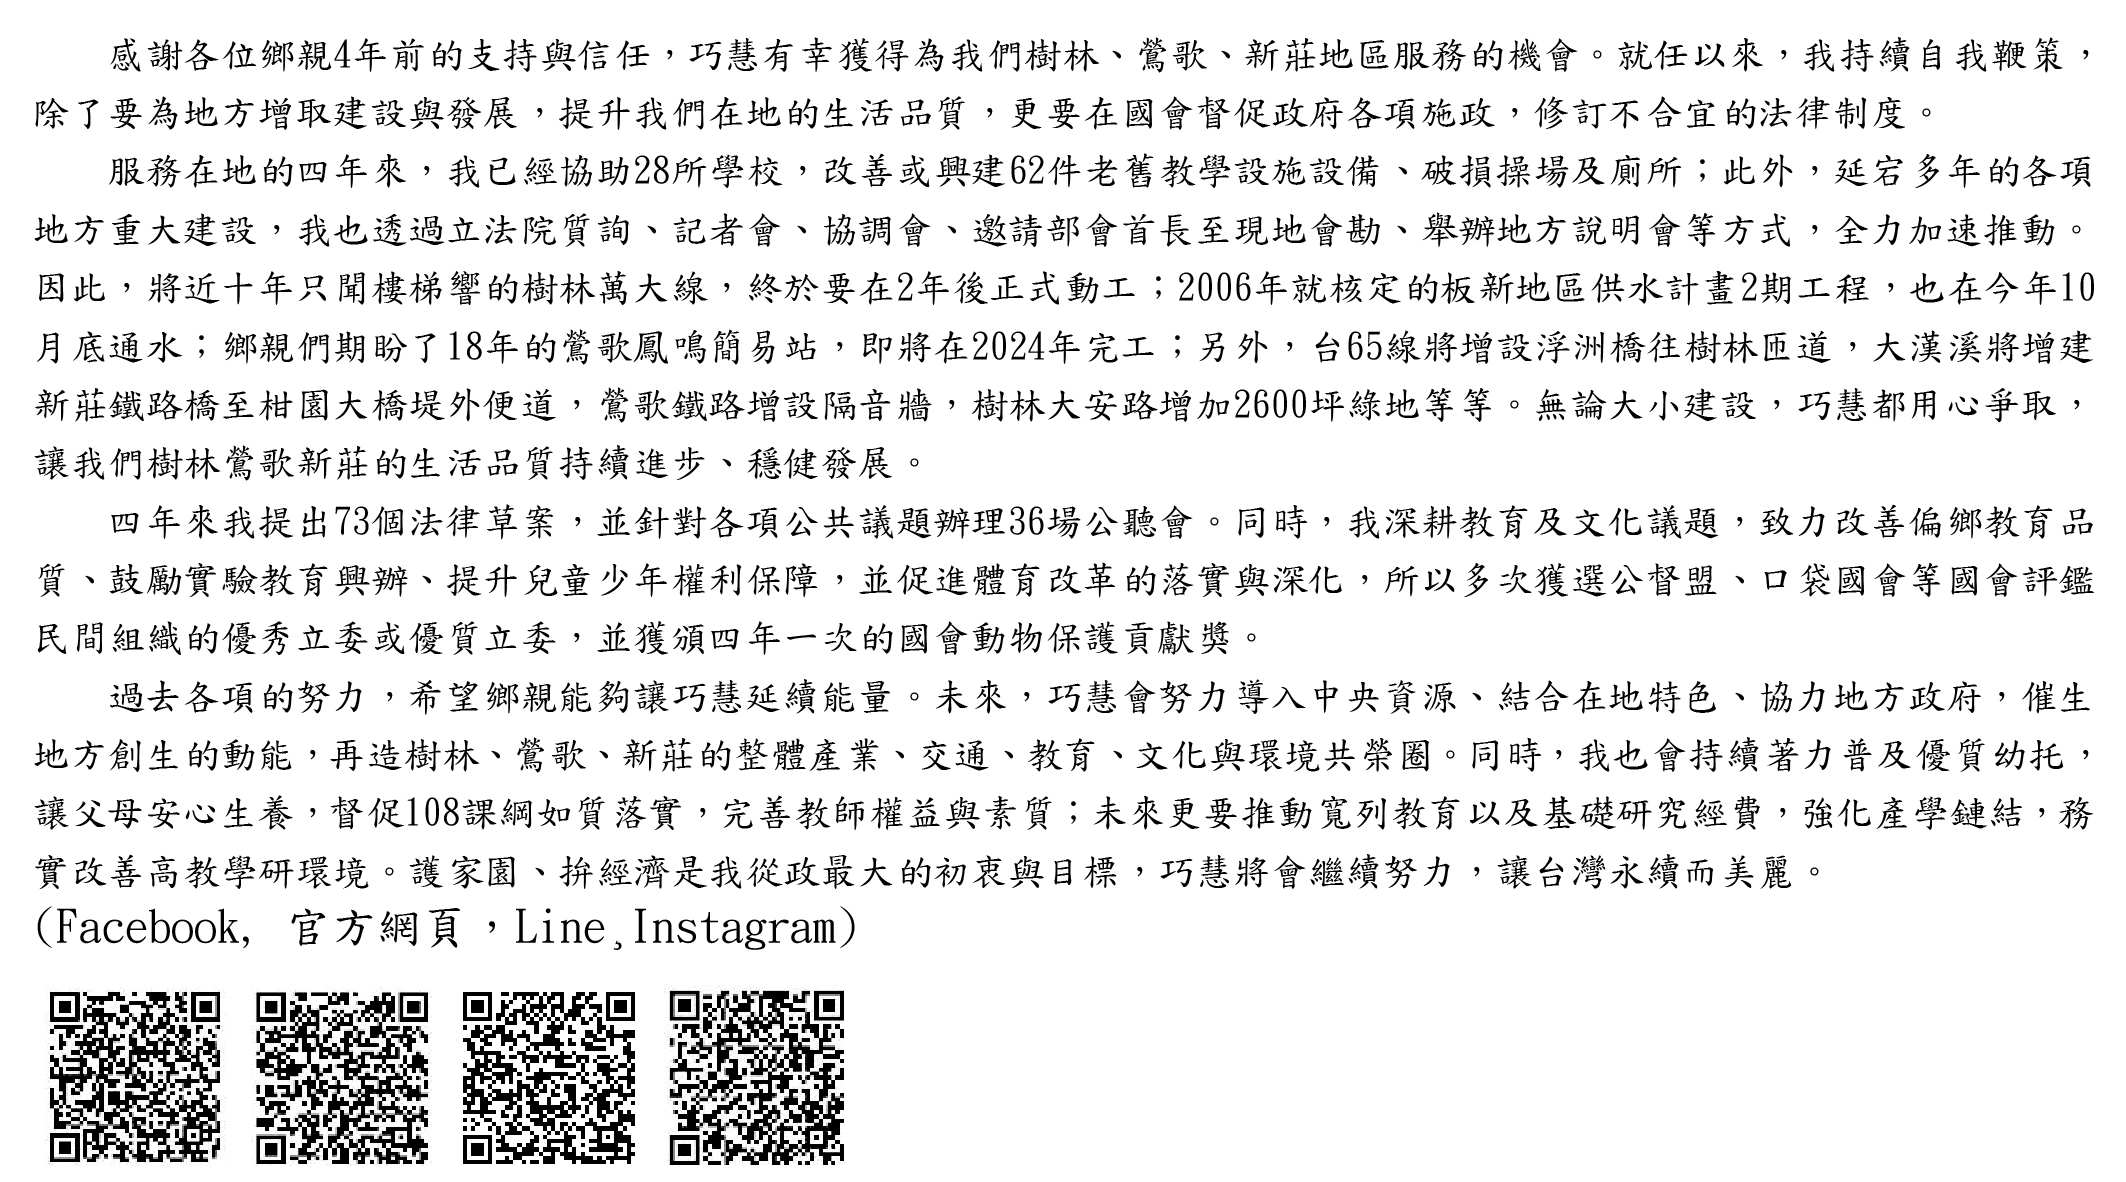 感謝各位鄉親4年前的支持與信任，巧慧有幸獲得為我們樹林、鶯歌、新莊地區服務的機會。就任以來，我持續自我鞭策，
除了要為地方增取建設與發展，提升我們在地的生活品質，更要在國會督促政府各項施政，修訂不合宜的法律制度。
服務在地的四年來，我已經協助28所學校，改善或興建62件老舊教學設施設備、破損操場及廁所；此外，延宕多年的各項
地方重大建設，我也透過立法院質詢、記者會、協調會、邀請部會首長至現地會勘、舉辦地方說明會等方式，全力加速推動。
因此，將近十年只聞樓梯響的樹林萬大線，終於要在2年後正式動工；2006年就核定的板新地區供水計畫2期工程，也在今年10
月底通水；鄉親們期盼了18年的鶯歌鳳鳴簡易站，即將在2024年完工；另外，台65線將增設浮洲橋往樹林匝道，大漢溪將增建
新莊鐵路橋至柑園大橋堤外便道，鶯歌鐵路增設隔音牆，樹林大安路增加2600坪綠地等等。無論大小建設，巧慧都用心爭取，
讓我們樹林鶯歌新莊的生活品質持續進步、穩健發展。
四年來我提出73個法律草案，並針對各項公共議題辦理36場公聽會。同時，我深耕教育及文化議題，致力改善偏鄉教育品
質、鼓勵實驗教育興辦、提升兒童少年權利保障，並促進體育改革的落實與深化，所以多次獲選公督盟、口袋國會等國會評鑑
民間組織的優秀立委或優質立委，並獲頒四年一次的國會動物保護貢獻獎。
過去各項的努力，希望鄉親能夠讓巧慧延續能量。未來，巧慧會努力導入中央資源、結合在地特色、協力地方政府，催生
地方創生的動能，再造樹林、鶯歌、新莊的整體產業、交通、教育、文化與環境共榮圈。同時，我也會持續著力普及優質幼托，
讓父母安心生養，督促108課綱如質落實，完善教師權益與素質；未來更要推動寬列教育以及基礎研究經費，強化產學鏈結，務
實改善高教學研環境。護家園、拚經濟是我從政最大的初衷與目標，巧慧將會繼續努力，讓台灣永續而美麗。
(Facebook, 官方網頁，Line¸Instagram)